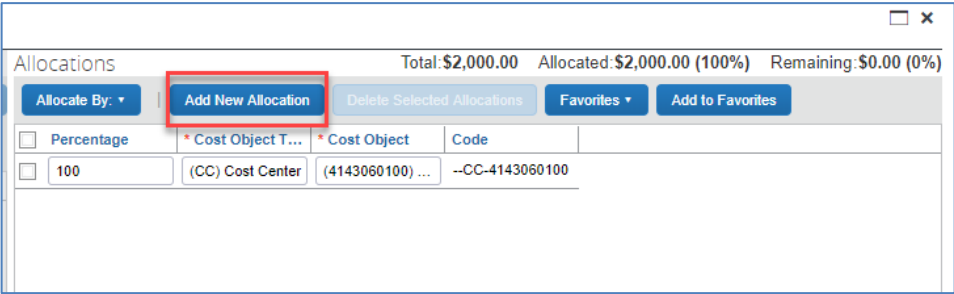 Allocations Total:$2,000.00 Allocated:$2,000.00 (100%) Remaining:$0.00 (0%)
Allocate By: ▾ | Add New Allocation Delete Selected Allocations Favorites ▾ Add to Favorites
Percentage * Cost Object T... * Cost Object Code
100 (CC) Cost Center (4143060100) ... --CC-4143060100